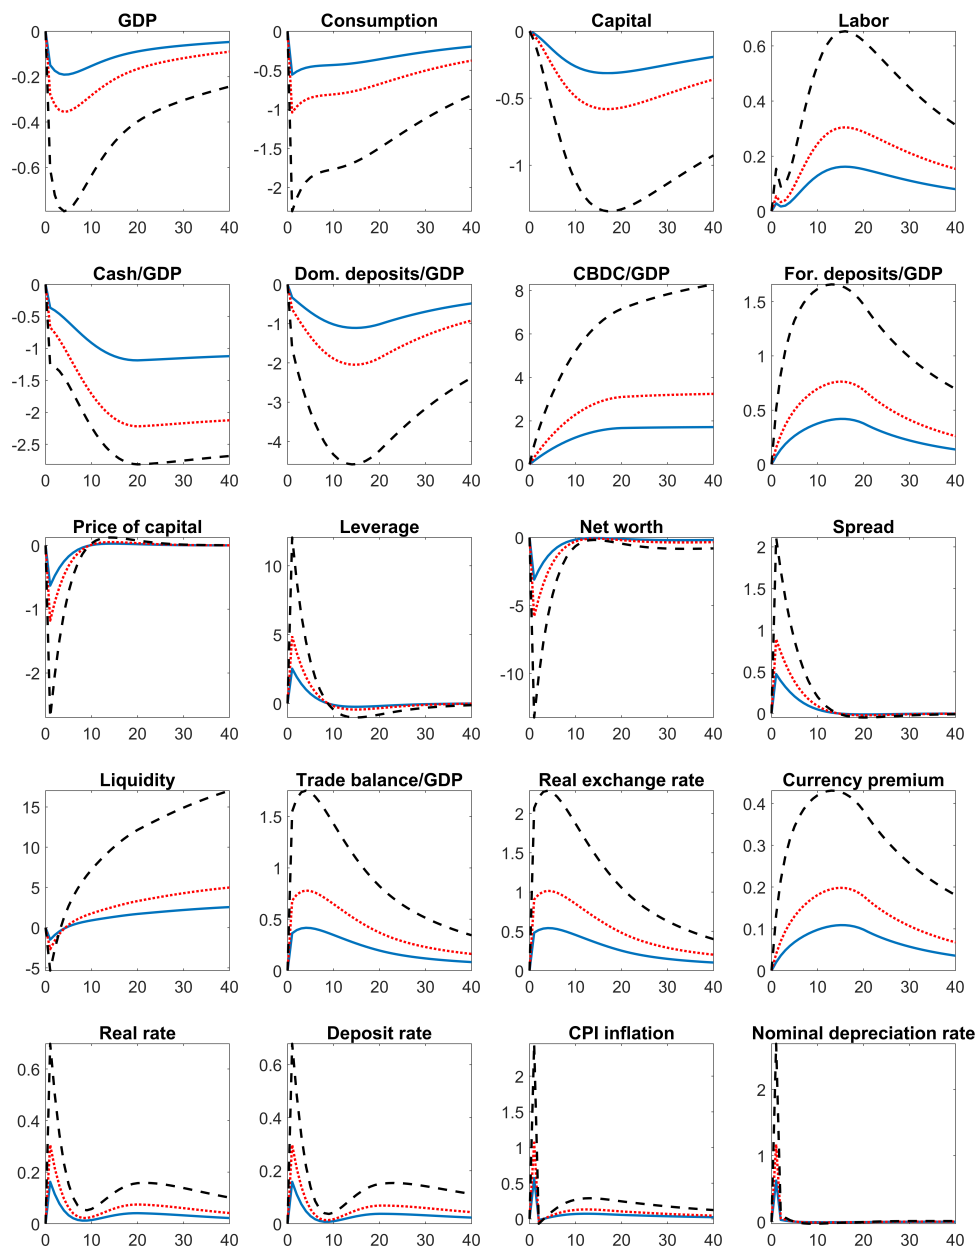 GDP Consumption Capital Labor
0 0 0 0.6
-0.2 -0.5 -0.5 0.4
-0.4 -1 -1 0.2
-0.6 -1.5 0
-2
0 10 20 30 40 0 10 20 30 40 0 10 20 30 40 0 10 20 30 40
Cash/GDP Dom. deposits/GDP CBDC/GDP For. deposits/GDP
0 0 8 1.5
-0.5 -1 6 1
-1 -2 4 0.5
-1.5 -3 2 0
-2 -4 0
-2.5
0 10 20 30 40 0 10 20 30 40 0 10 20 30 40 0 10 20 30 40
Price of capital Leverage Net worth Spread
0 10 0 2
-1 5 -5 1.5
-2 0 -10 1
0.5
0
0 10 20 30 40 0 10 20 30 40 0 10 20 30 40 0 10 20 30 40
Liquidity Trade balance/GDP Real exchange rate Currency premium
15 1.5 2 0.4
10 1 1.5 0.3
5 0.5 1 0.2
0 0 0.5 0.1
-5 0 0
0 10 20 30 40 0 10 20 30 40 0 10 20 30 40 0 10 20 30 40
Real rate Deposit rate CPI inflation Nominal depreciation rate
0.6 0.6 2 2
0.4 0.4 1.5 1
0.2 0.2 1 0
0 0 0.5
0
0 10 20 30 40 0 10 20 30 40 0 10 20 30 40 0 10 20 30 40